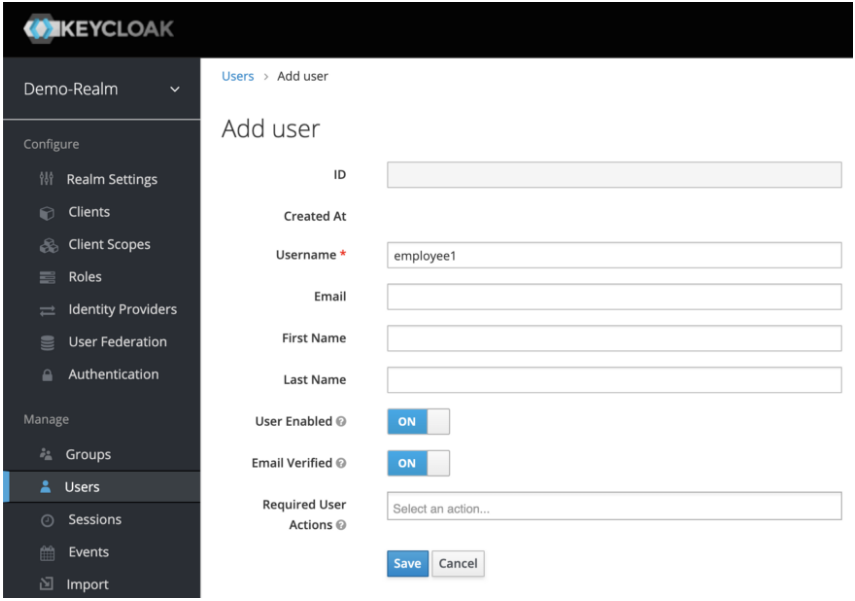 KEYCLOAK
Demo-Realm
Configure
Realm Settings
Clients
Client Scopes
Roles
Identity Providers
User Federation
Authentication
Manage
Groups
Users
Sessions
Events
Import
Users > Add user
Add user
ID
Created At
Username * employee1
Email
First Name
Last Name
User Enabled ON
Email Verified ON
Required User Select an action...
Actions
Save Cancel